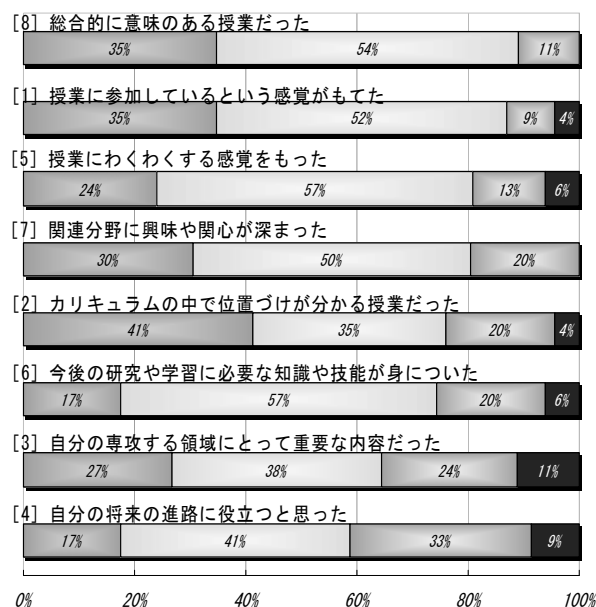 [8] 総合的に意味のある授業だった
35% 54% 11%
[1] 授業に参加しているという感覚がもてた
35% 52% 9% 4%
[5] 授業にわくわくする感覚をもった
24% 57% 13% 6%
[7] 関連分野に興味や関心が深まった
30% 50% 20%
[2] カリキュラムの中で位置づけが分かる授業だった
41% 35% 20% 4%
[6] 今後の研究や学習に必要な知識や技能が身についた
17% 57% 20% 6%
[3] 自分の専攻する領域にとって重要な内容だった
27% 38% 24% 11%
[4] 自分の将来の進路に役立つと思った
17% 41% 33% 9%
0% 20% 40% 60% 80% 100%